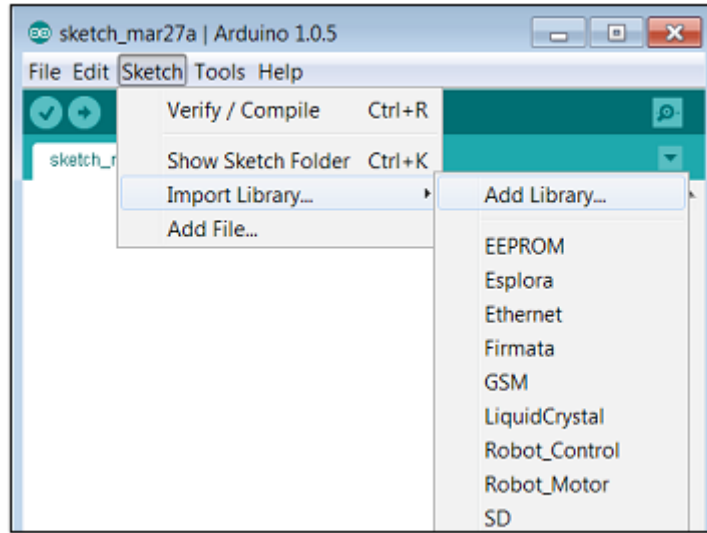 sketch_mar27a | Arduino 1.0.5
File Edit Sketch Tools Help
Verify / Compile Ctrl+R
Show Sketch Folder Ctrl+K
Import Library...
Add File...
Add Library...
EEPROM
Esplora
Ethernet
Firmata
GSM
LiquidCrystal
Robot_Control
Robot_Motor
SD